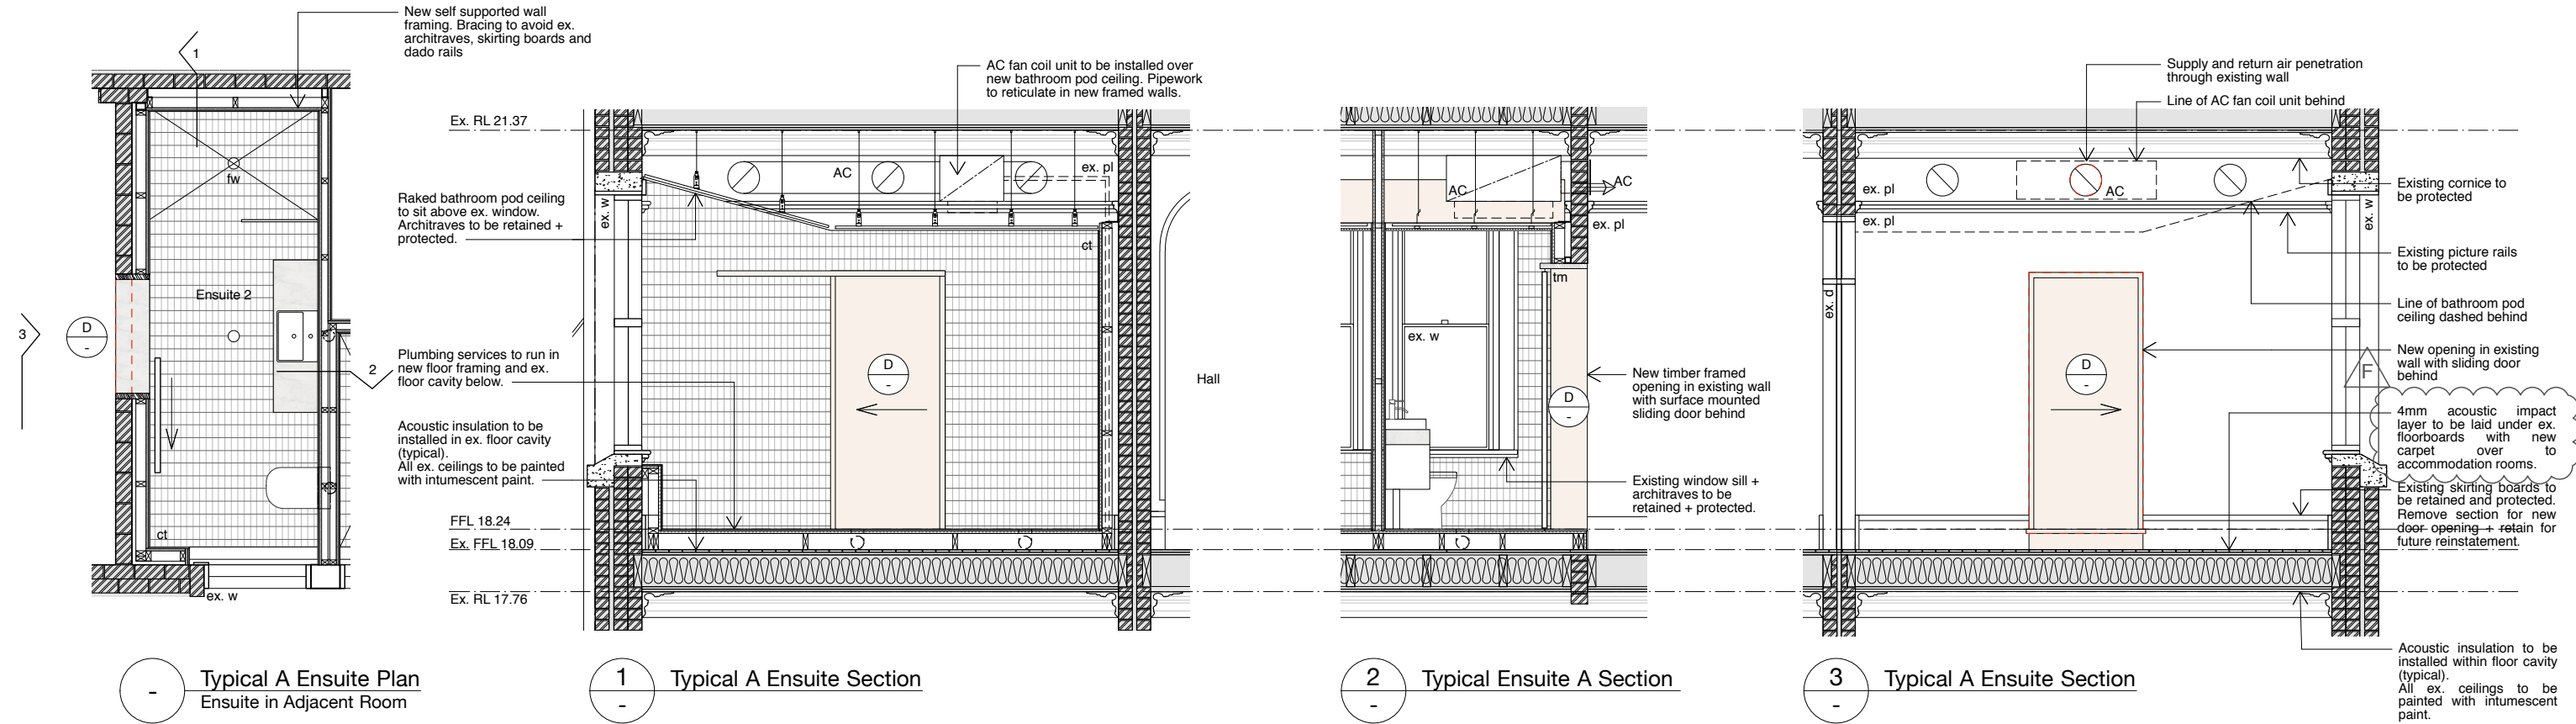 New self supported wall
framing. Bracing to avoid ex.
architraves, skirting boards and
dado rails
1
fw
Ensuite 2
D
-
3
2
ct
ex. w
-
Typical A Ensuite Plan
Ensuite in Adjacent Room
AC fan coil unit to be installed over
new bathroom pod ceiling. Pipework
to reticulate in new framed walls.
Ex. RL 21.37
Raked bathroom pod ceiling
to sit above ex. window.
Architraves to be retained +
protected.
Plumbing services to run in
new floor framing and ex.
floor cavity below.
Acoustic insulation to be
installed in ex. floor cavity
(typical).
All ex. ceilings to be painted
with intumescent paint.
FFL 18.24
Ex. FFL 18.09
Ex. RL 17.76
AC
ex. pl
ex. w
ct
D
-
Hall
1
-
Typical A Ensuite Section
AC
AC
ex. pl
tm
ex. w
D
-
New timber framed
opening in existing wall
with surface mounted
sliding door behind
Existing window sill +
architraves to be
retained + protected.
2
-
Typical Ensuite A Section
Supply and return air penetration
through existing wall
Line of AC fan coil unit behind
ex. pl
AC
ex. pl
ex. w
ex. d
D
-
Existing cornice to
be protected
Existing picture rails
to be protected
Line of bathroom pod
ceiling dashed behind
New opening in existing
wall with sliding door
behind
F
4mm acoustic impact
layer to be laid under ex.
floorboards with new
carpet over to
accommodation rooms.
Existing skirting boards to
be retained and protected.
Remove section for new
door opening + retain for
future reinstatement.
Acoustic insulation to be
installed within floor cavity
(typical).
All ex. ceilings to be
painted with intumescent
paint.
3
-
Typical A Ensuite Section